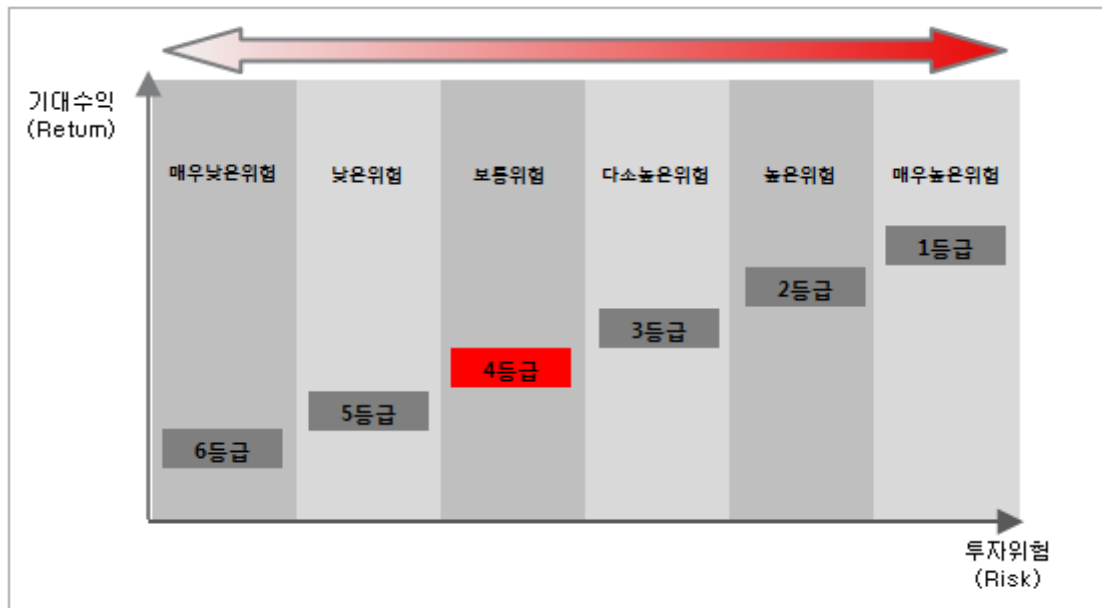 기대수익
(Return)
매우낮은위험
낮은위험
보통위험
다소높은위험
높은위험
매우높은위험
1등급
2등급
3등급
4등급
5등급
6등급
투자위험
(Risk)